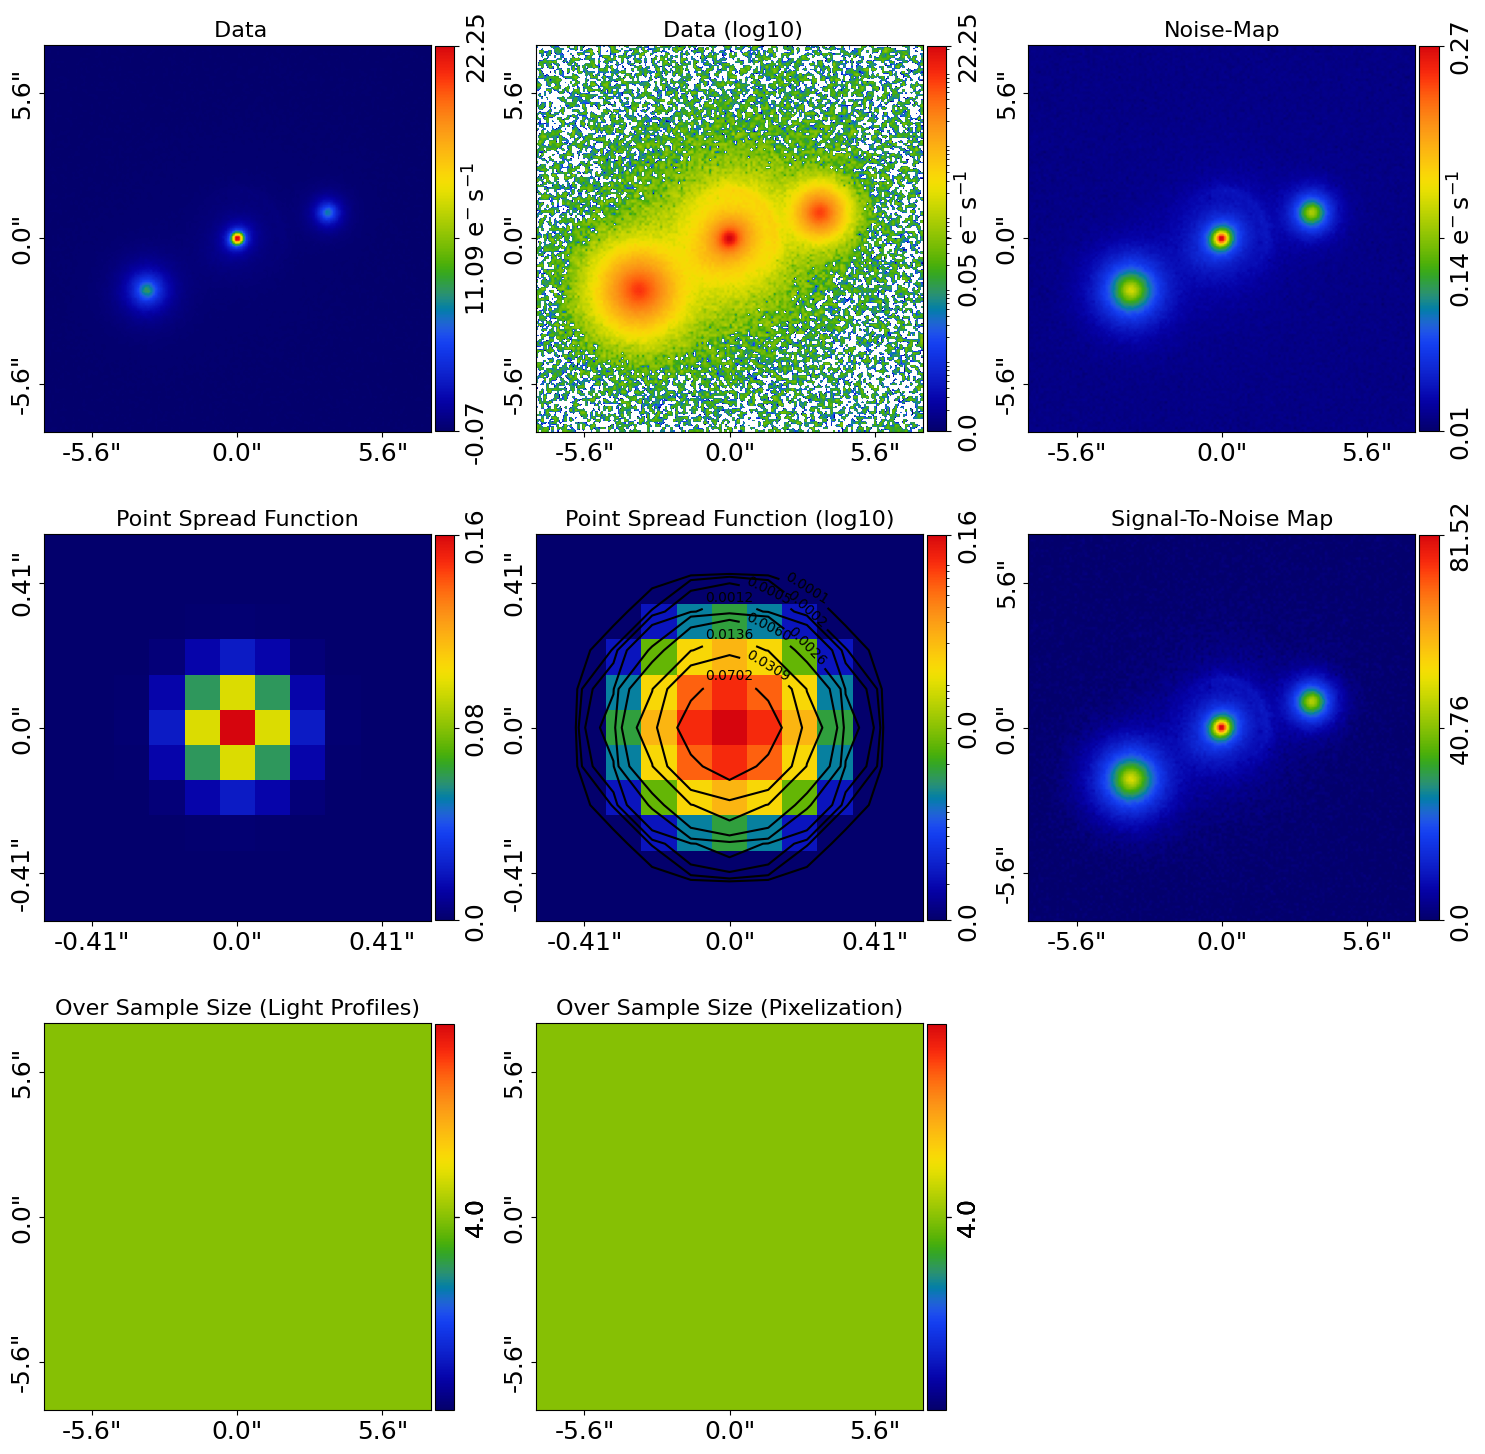 Data
5.6"
0.0"
-5.6"
-5.6" 0.0" 5.6"
22.25
11.09 e⁻ s⁻¹
-0.07
Data (log10)
5.6"
0.0"
-5.6"
-5.6" 0.0" 5.6"
22.25
0.05 e⁻ s⁻¹
0.0
Noise-Map
5.6"
0.0"
-5.6"
-5.6" 0.0" 5.6"
0.27
0.14 e⁻ s⁻¹
0.01
Point Spread Function
0.41"
0.0"
-0.41"
-0.41" 0.0" 0.41"
0.16
0.08
0.0
Point Spread Function (log10)
0.41"
0.0"
-0.41"
0.0001
0.0002
0.0012
0.0060
0.0026
0.0136
0.0309
0.0702
-0.41" 0.0" 0.41"
0.16
0.0
0.0
Signal-To-Noise Map
5.6"
0.0"
-5.6"
-5.6" 0.0" 5.6"
81.52
40.76
0.0
Over Sample Size (Light Profiles)
5.6"
0.0"
-5.6"
-5.6" 0.0" 5.6"
4.0
Over Sample Size (Pixelization)
5.6"
0.0"
-5.6"
-5.6" 0.0" 5.6"
4.0